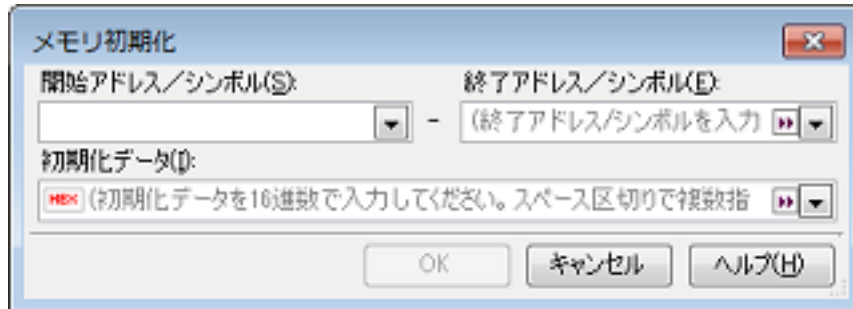 メモリ初期化
開始アドレス/シンボル(S): 終了アドレス/シンボル(E):
- (終了アドレス/シンボルを入力
初期化データ(I):
HEX (初期化データを16進数で入力してください。スペース区切りで複数指
OK キャンセル ヘルプ(H)